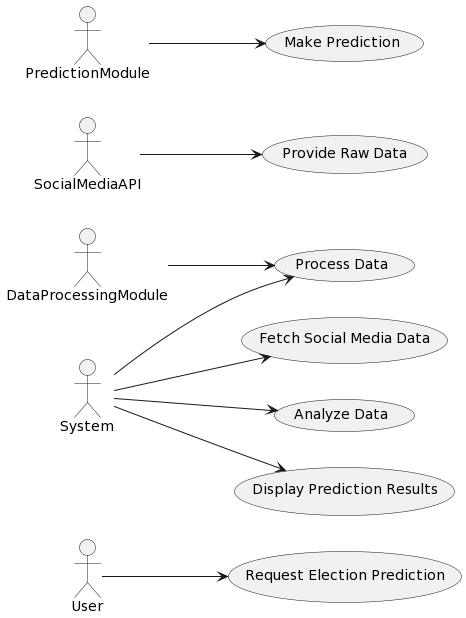 Make Prediction
PredictionModule
Provide Raw Data
SocialMediaAPI
Process Data
DataProcessingModule
Fetch Social Media Data
Analyze Data
System
Display Prediction Results
Request Election Prediction
User